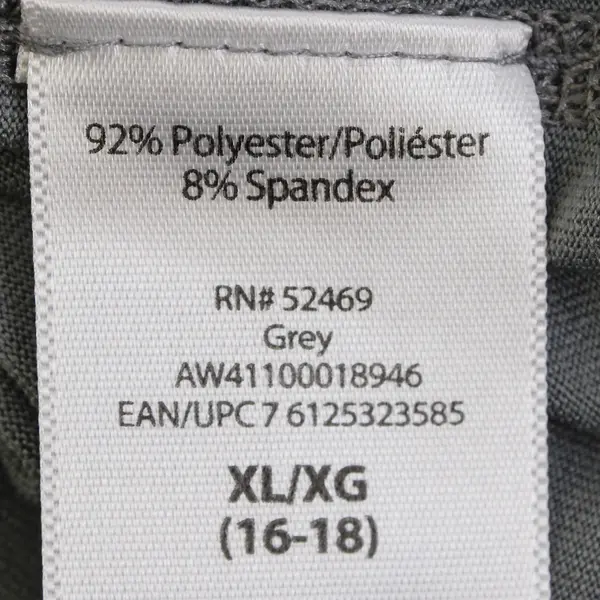 92% Polyester/Poliéster
8% Spandex
RN# 52469
Grey
AW41100018946
EAN/UPC 7 6125323585
XL/XG
(16-18)